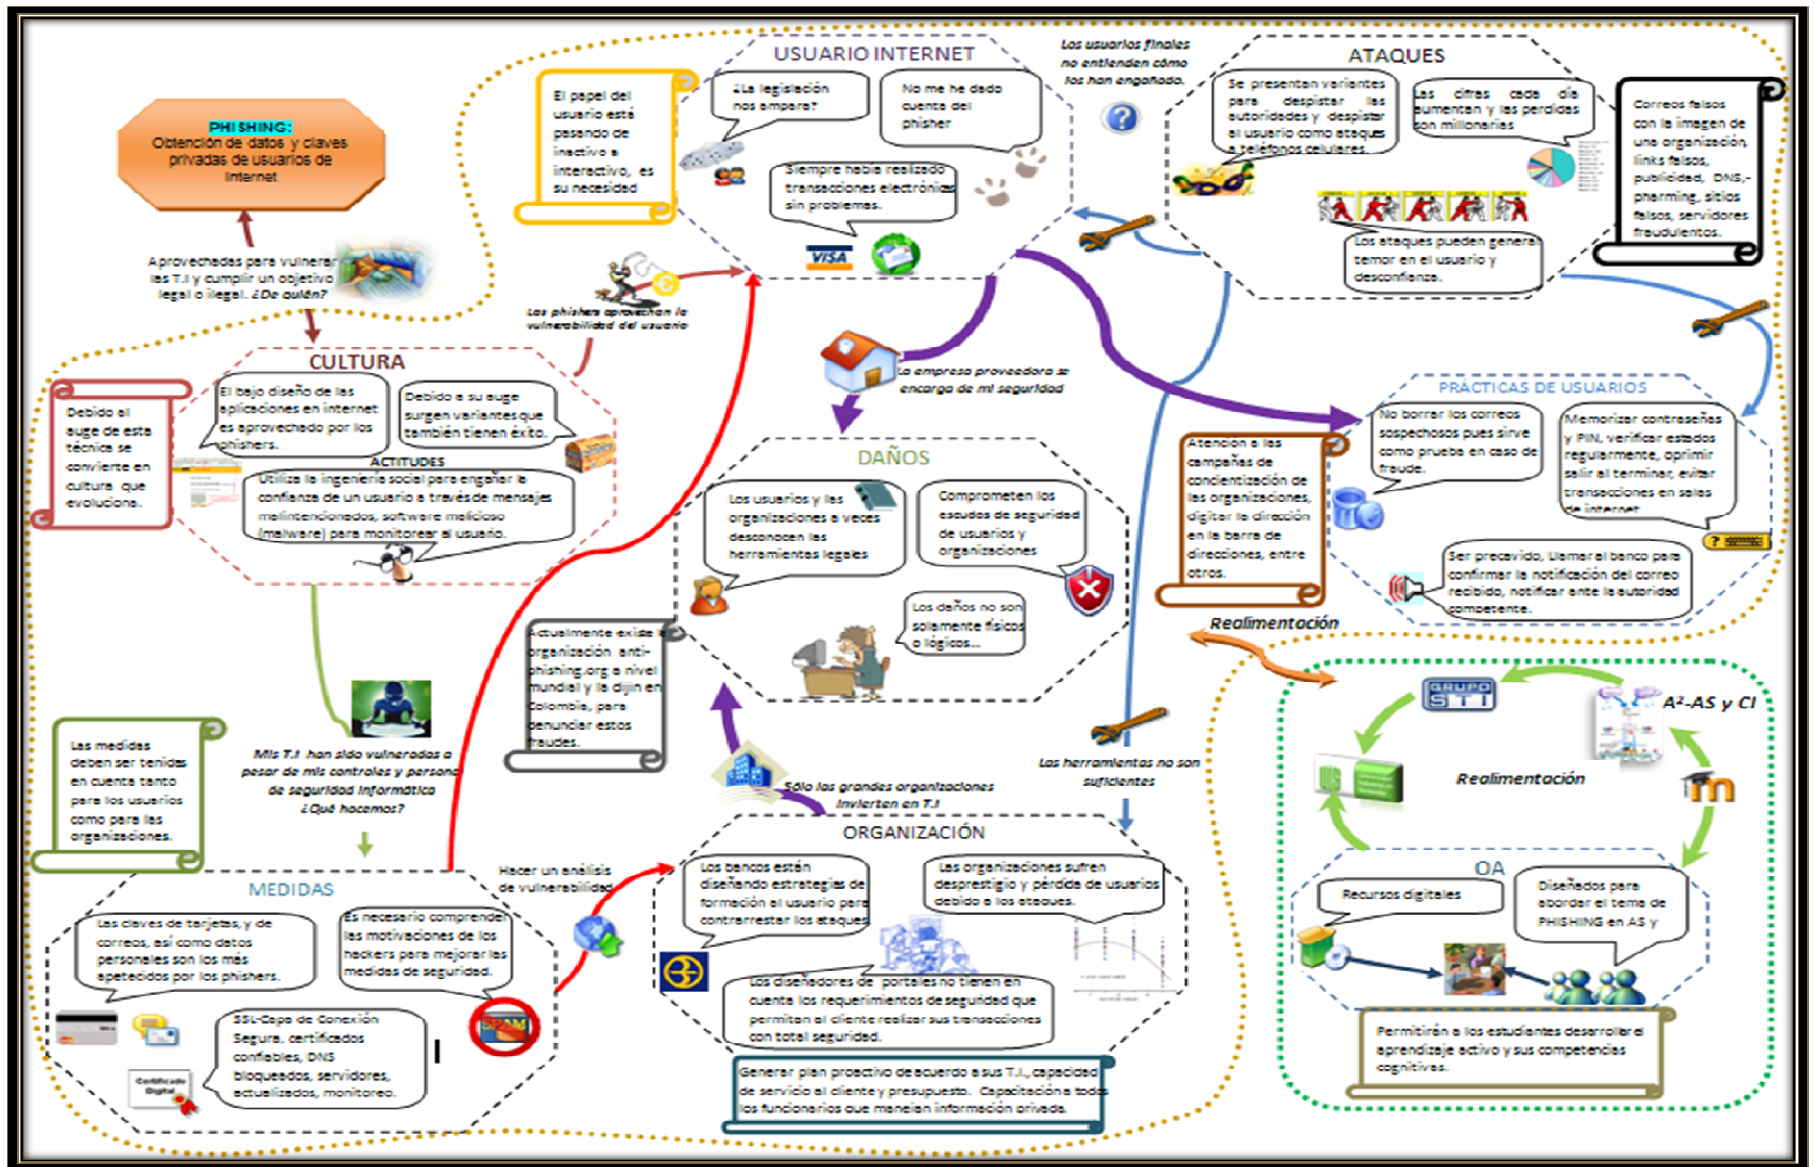 PHISHING:
Obtención de datos y claves
privadas de usuarios de
Internet
Aprovechadas para vulnerar
las T.I y cumplir un objetivo
legal o ilegal. ¿De quién?
El papel del
usuario está
pasando de
inactivo a
interactivo, es
su necesidad
USUARIO INTERNET
¿La legislación
nos ampara?
No me he dado
cuenta del
phisher
Siempre había realizado
transacciones electrónicas
sin problemas.
VISA
Los usuarios finales
no entienden cómo
los han engañado.
ATAQUES
Se presentan variantes
para despistar las
autoridades y despistar
al usuario como ataques
a teléfonos celulares.
Las cifras cada día
aumentan y las perdidas
son millonarias
Los ataques pueden generar
temor en el usuario y
desconfianza.
Correos falsos
con la imagen de
una organización,
links falsos,
publicidad, DNS,-
pharming, sitios
falsos, servidores
fraudulentos.
Los phishers aprovechan la
vulnerabilidad del usuario
CULTURA
El bajo diseño de las
aplicaciones en internet
es aprovechado por los
phishers.
Debido a su auge
surgen variantes que
también tienen éxito.
ACTITUDES
Utiliza la ingeniería social para engañar la
confianza de un usuario a través de mensajes
malintencionados, software malicioso
(malware) para monitorear al usuario.
Debido al
auge de esta
técnica se
convierte en
cultura que
evoluciona.
La empresa proveedora se
encarga de mi seguridad
DAÑOS
Los usuarios y las
organizaciones a veces
desconocen las
herramientas legales
Comprometen los
escudos de seguridad
de usuarios y
organizaciones
Los daños no son
solamente físicos
o lógicos...
Actualmente existe la
organización anti-
phishing.org a nivel
mundial y la dijin en
Colombia, para
denunciar estos
fraudes.
PRÁCTICAS DE USUARIOS
No borrar los correos
sospechosos pues sirve
como prueba en caso de
fraude.
Memorizar contraseñas
y PIN, verificar estados
regularmente, oprimir
salir al terminar, evitar
transacciones en salas
de internet
Ser precavido, Llamar al banco para
confirmar la notificación del correo
recibido, notificar ante la autoridad
competente.
Atención a las
campañas de
concientización de
las organizaciones,
digitar la dirección
en la barra de
direcciones, entre
otros.
Realimentación
Las medidas
deben ser tenidas
en cuenta tanto
para los usuarios
como para las
organizaciones.
Mis T.I han sido vulneradas a
pesar de mis controles y persona
de seguridad informática
¿Qué hacemos?
MEDIDAS
Las claves de tarjetas, y de
correos, así como datos
personales son los más
apetecidos por los phishers.
Es necesario comprender
las motivaciones de los
hackers para mejorar las
medidas de seguridad.
SSL-Capa de Conexión
Segura, certificados
confiables, DNS
bloqueados, servidores,
actualizados, monitoreo.
Certificado
Digital
SPAM
Hacer un análisis
de vulnerabilidad
Sólo las grandes organizaciones
invierten en T.I
Las herramientas no son
suficientes
ORGANIZACIÓN
Los bancos están
diseñando estrategias de
formación al usuario para
contrarrestar los ataques
Las organizaciones sufren
desprestigio y pérdida de usuarios
debido a los ataques.
Los diseñadores de portales no tienen en
cuenta los requerimientos de seguridad que
permitan al cliente realizar sus transacciones
con total seguridad.
Generar plan proactivo de acuerdo a sus T.I., capacidad
de servicio al cliente y presupuesto. Capacitación a todos
los funcionarios que manejan información privada.
GRUPO
STI
A²-AS y CI
UIS
Realimentación
m
OA
Recursos digitales
Diseñados para
abordar el tema de
PHISHING en AS y
Permitirán a los estudiantes desarrollar el
aprendizaje activo y sus competencias
cognitivas.